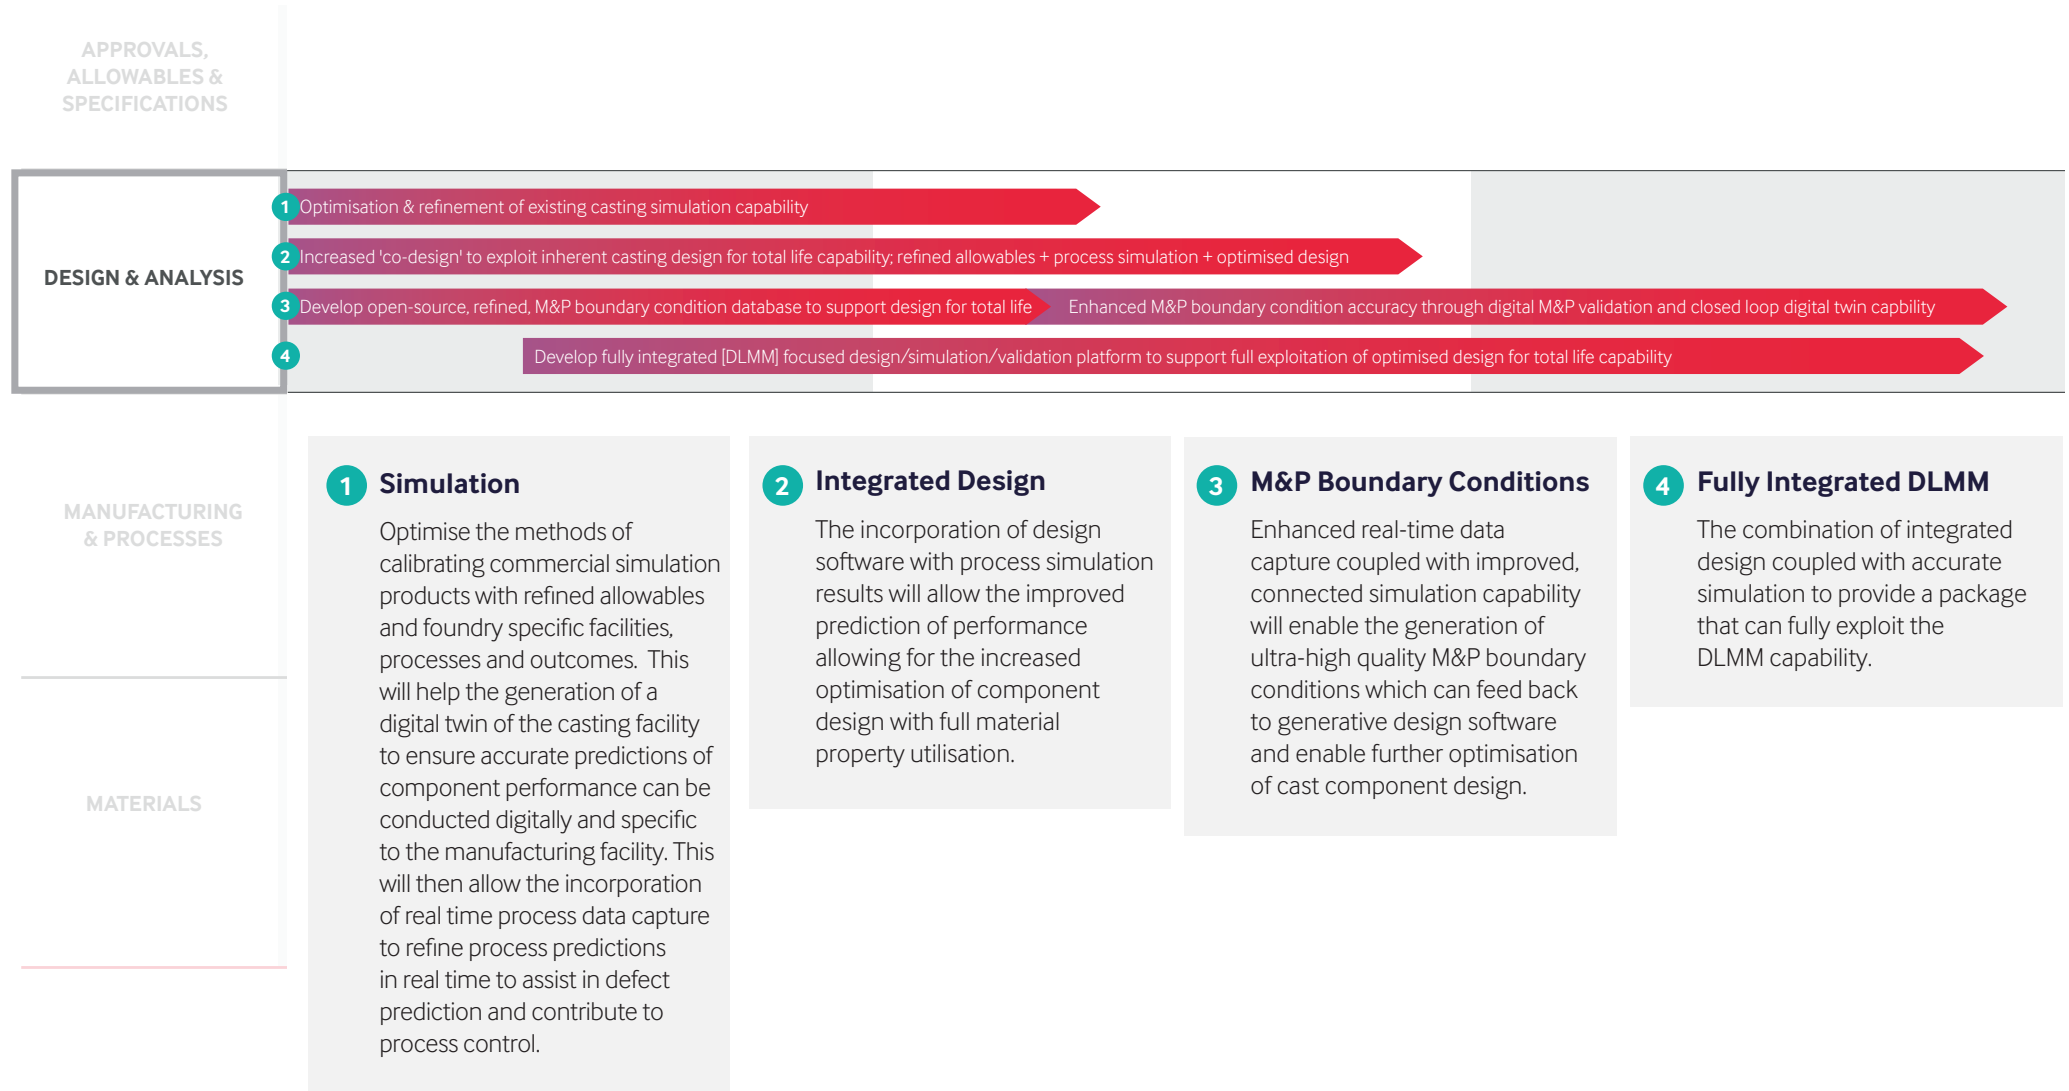 APPROVALS,
ALLOWABLES &
SPECIFICATIONS
DESIGN & ANALYSIS
1 Optimisation & refinement of existing casting simulation capability
2 Increased 'co-design' to exploit inherent casting design for total life capability; refined allowables + process simulation + optimised design
3 Develop open-source, refined, M&P boundary condition database to support design for total life Enhanced M&P boundary condition accuracy through digital M&P validation and closed loop digital twin capbility
4 Develop fully integrated [DLMM] focused design/simulation/validation platform to support full exploitation of optimised design for total life capability
MANUFACTURING
& PROCESSES
MATERIALS
1 Simulation
Optimise the methods of
calibrating commercial simulation
products with refined allowables
and foundry specific facilities,
processes and outcomes. This
will help the generation of a
digital twin of the casting facility
to ensure accurate predictions of
component performance can be
conducted digitally and specific
to the manufacturing facility. This
will then allow the incorporation
of real time process data capture
to refine process predictions
in real time to assist in defect
prediction and contribute to
process control.
2 Integrated Design
The incorporation of design
software with process simulation
results will allow the improved
prediction of performance
allowing for the increased
optimisation of component
design with full material
property utilisation.
3 M&P Boundary Conditions
Enhanced real-time data
capture coupled with improved,
connected simulation capability
will enable the generation of
ultra-high quality M&P boundary
conditions which can feed back
to generative design software
and enable further optimisation
of cast component design.
4 Fully Integrated DLMM
The combination of integrated
design coupled with accurate
simulation to provide a package
that can fully exploit the
DLMM capability.